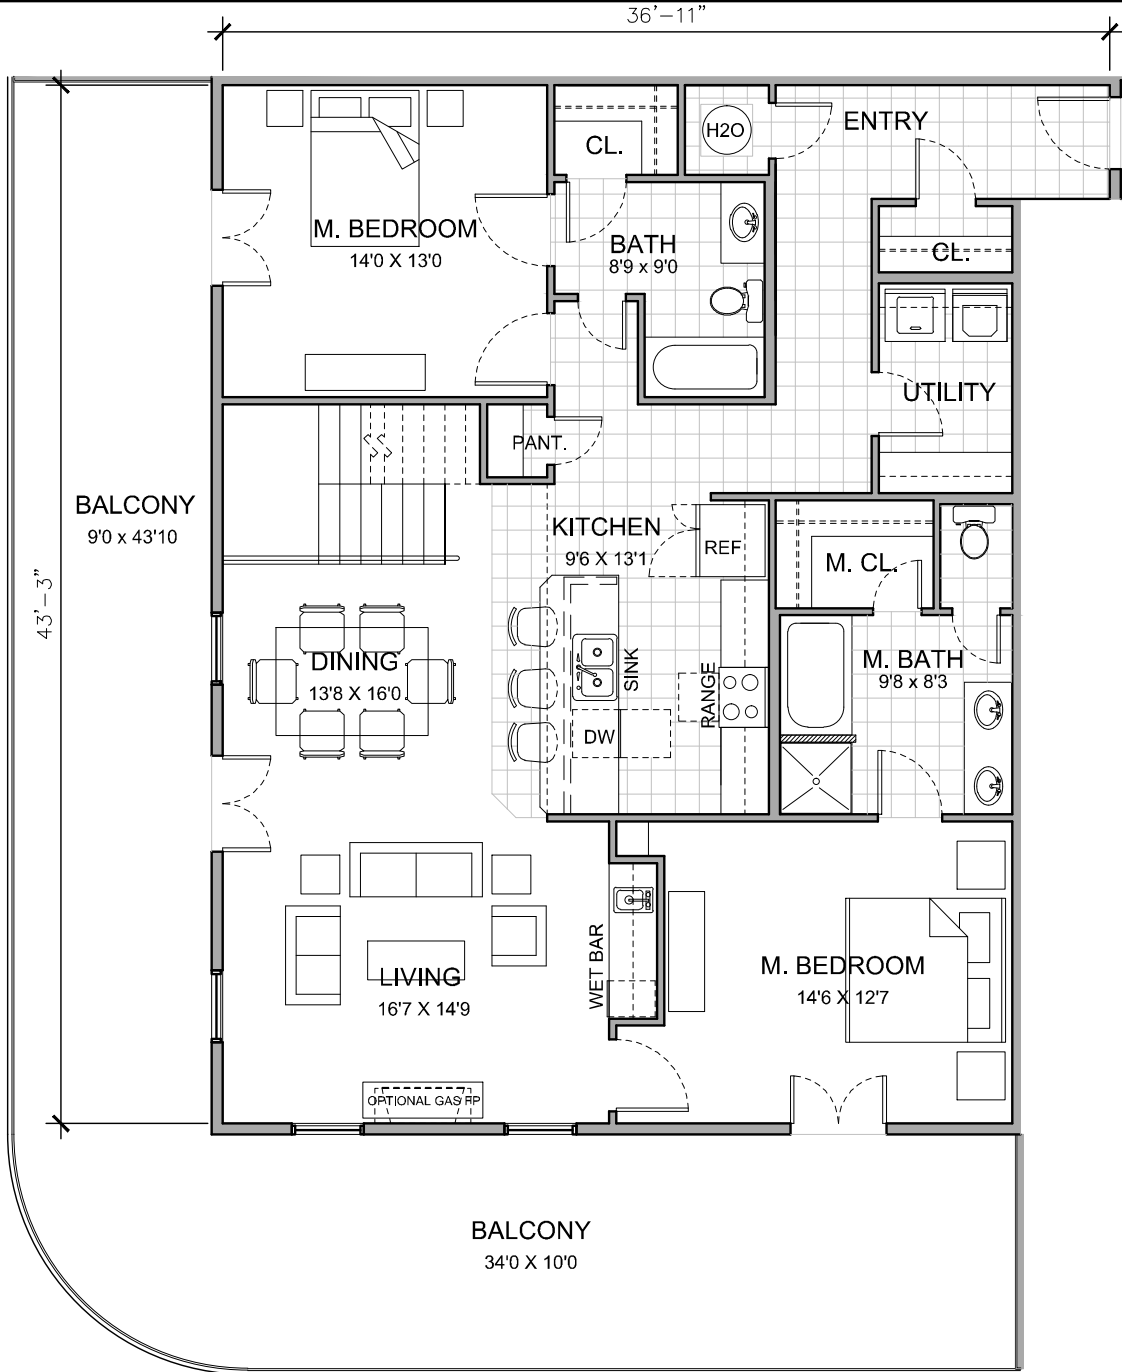 36'-11"
H2O
ENTRY
CL.
M. BEDROOM
14'0 X 13'0
BATH
8'9 x 9'0
CL.
UTILITY
PANT.
BALCONY
9'0 x 43'10
KITCHEN
9'6 X 13'1
REF
M. CL.
43'-3"
DINING
13'8 X 16'0
SINK
RANGE
M. BATH
9'8 x 8'3
DW
LIVING
16'7 X 14'9
WET BAR
M. BEDROOM
14'6 X 12'7
OPTIONAL GAS FP
BALCONY
34'0 X 10'0